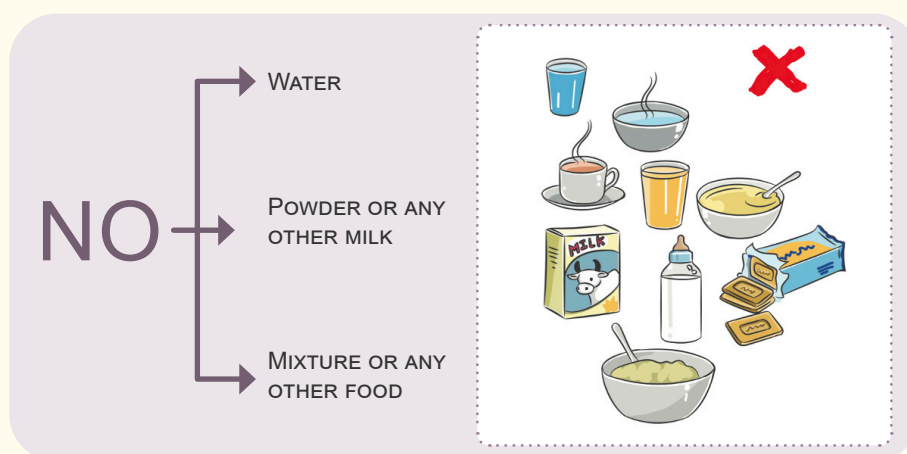 NO
WATER
POWDER OR ANY
OTHER MILK
MIXTURE OR ANY
OTHER FOOD
MILK